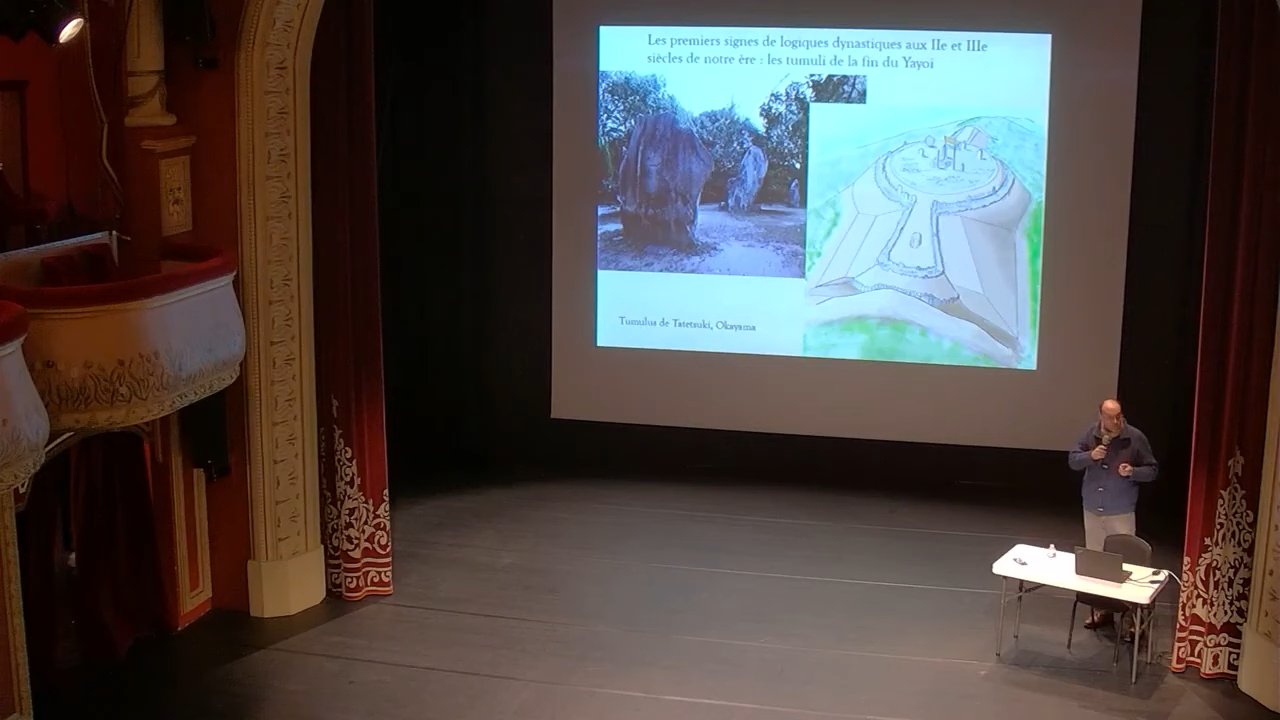 Les premiers signes de logiques dynastiques aux IIe et IIIe
siècles de notre ère : les tumuli de la fin du Yayoi
Tumulus de Tatetsuki, Okayama